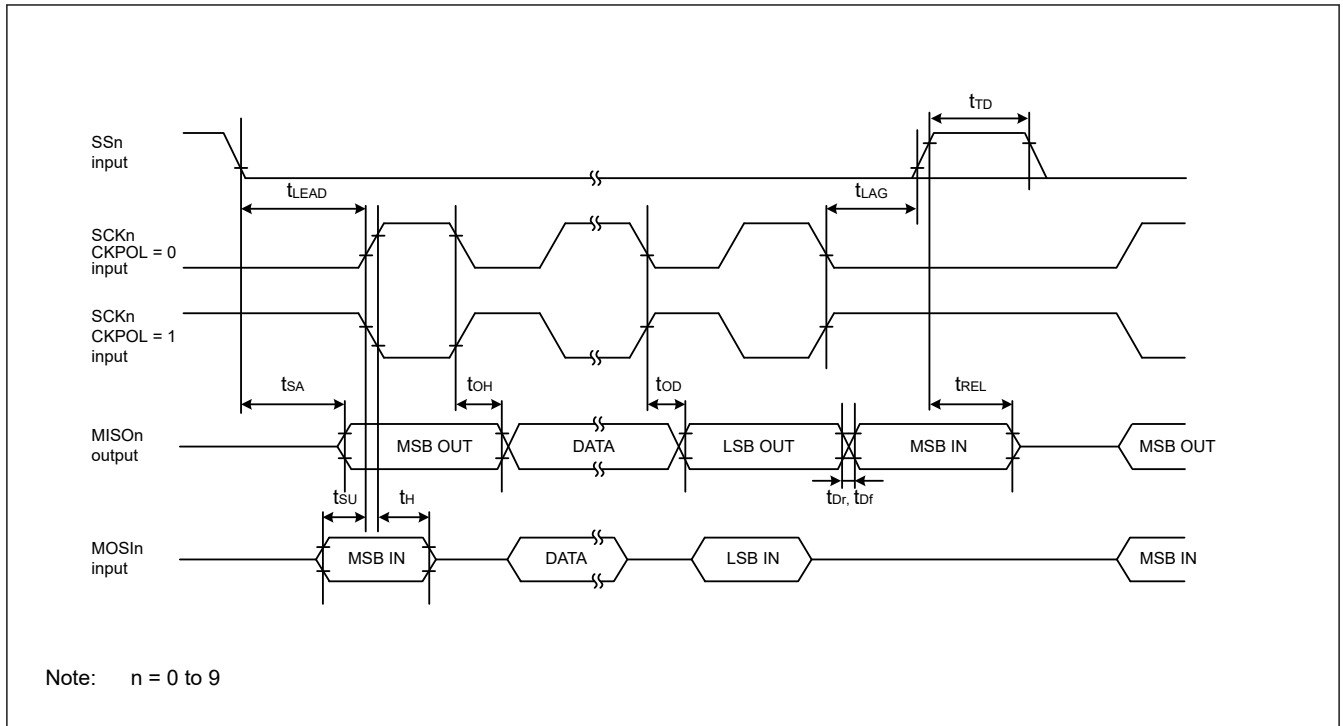 tTD
SSn
input
tLEAD
tLAG
SCKn
CKPOL = 0
input
SCKn
CKPOL = 1
input
tSA
tOH
tOD
tREL
MISOn
output
MSB OUT
DATA
LSB OUT
MSB IN
MSB OUT
tSU
tH
tDr, tDf
MOSIn
input
MSB IN
DATA
LSB IN
MSB IN
Note: n = 0 to 9